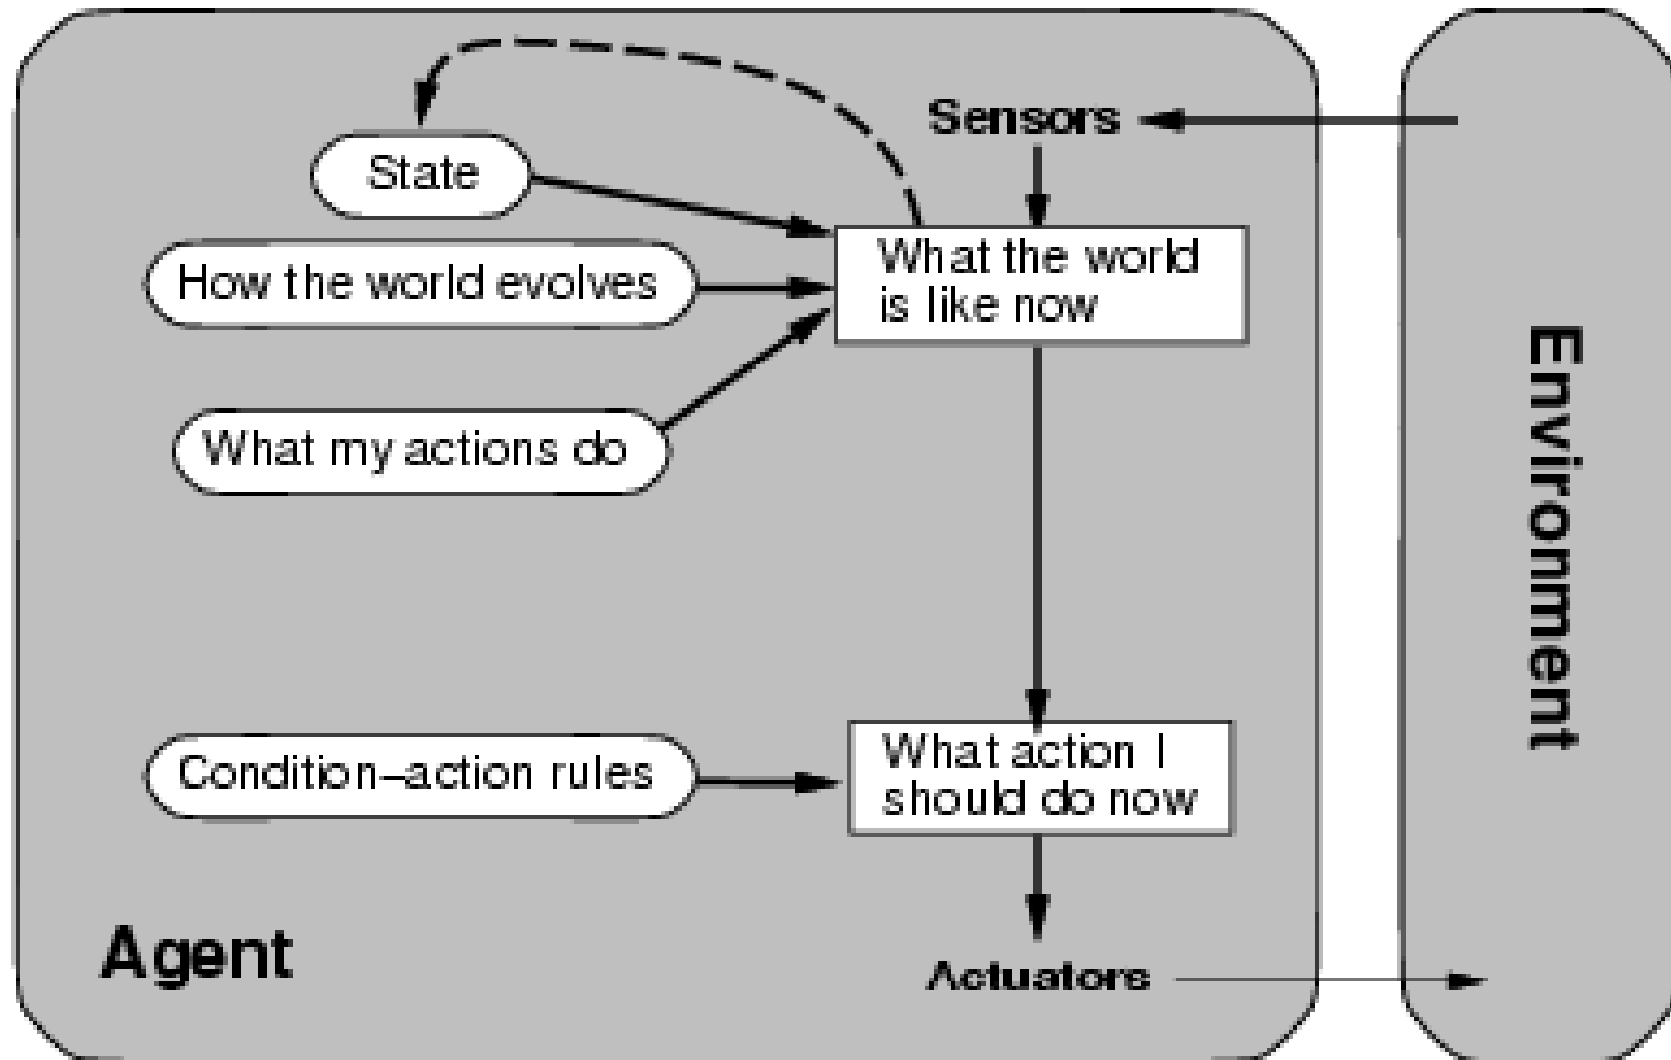 Sensors
State
What the world
is like now
How the world evolves
What my actions do
Condition–action rules
What action I
should do now
Agent
Actuators
Environment